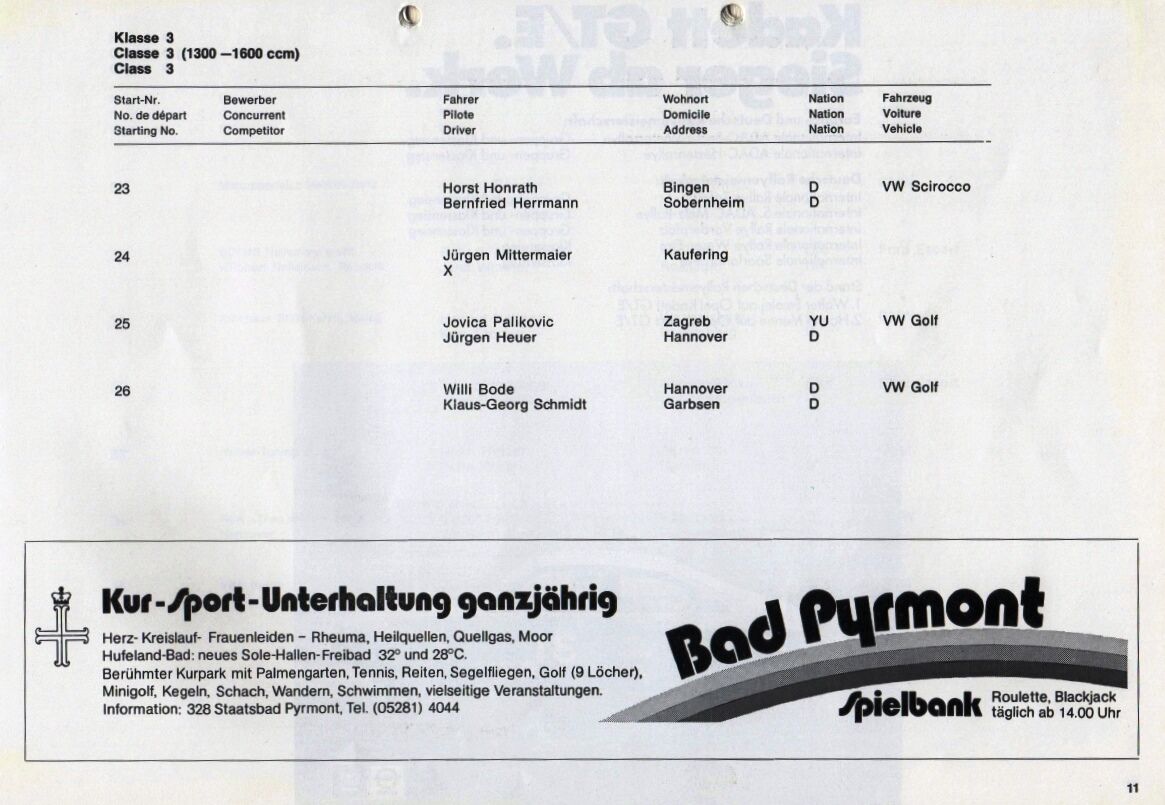 Klasse 3
Classe 3 (1300 – 1600 ccm)
Class 3
Start-Nr. Bewerber Fahrer Wohnort Nation Fahrzeug
No. de départ Concurrent Pilote Domicile Nation Voiture
Starting No. Competitor Driver Address Nation Vehicle
23 Horst Honrath Bingen D VW Scirocco
Bernfried Herrmann Sobernheim D
24 Jürgen Mittermaier Kaufering
X
25 Jovica Palikovic Zagreb YU VW Golf
Jürgen Heuer Hannover D
26 Willi Bode Hannover D VW Golf
Klaus-Georg Schmidt Garbsen D
Kur-Sport-Unterhaltung ganzjährig
Herz- Kreislauf- Frauenleiden – Rheuma, Heilquellen, Quellgas, Moor
Hufeland-Bad: neues Sole-Hallen-Freibad 32° und 28°C.
Berühmter Kurpark mit Palmengarten, Tennis, Reiten, Segelfliegen, Golf (9 Löcher),
Minigolf, Kegeln, Schach, Wandern, Schwimmen, vielseitige Veranstaltungen.
Information: 328 Staatsbad Pyrmont, Tel. (05281) 4044
Bad Pyrmont
Spielbank Roulette, Blackjack
täglich ab 14.00 Uhr
11